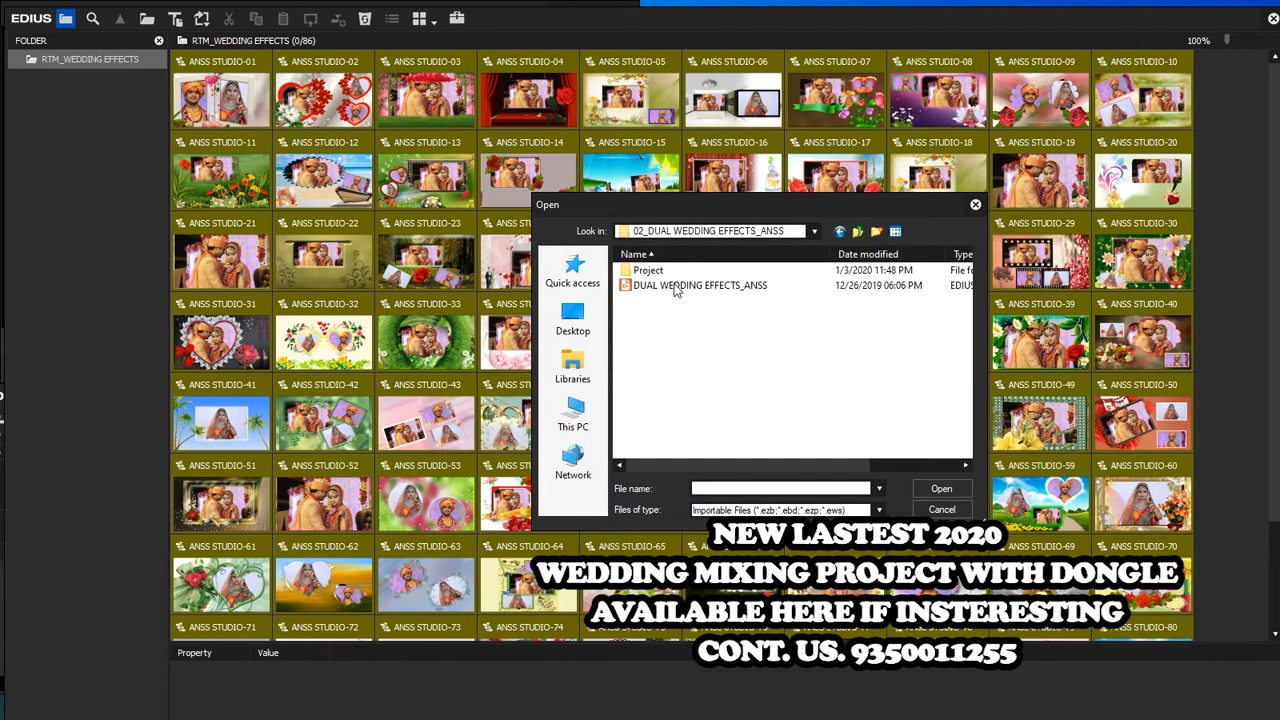 EDIUS
FOLDER
RTM_WEDDING EFFECTS (0/86)
100%
RTM_WEDDING EFFECTS
ANSS STUDIO-01 ANSS STUDIO-02 ANSS STUDIO-03 ANSS STUDIO-04 ANSS STUDIO-05 ANSS STUDIO-06 ANSS STUDIO-07 ANSS STUDIO-08 ANSS STUDIO-09 ANSS STUDIO-10
ANSS STUDIO-11 ANSS STUDIO-12 ANSS STUDIO-13 ANSS STUDIO-14 ANSS STUDIO-15 ANSS STUDIO-16 ANSS STUDIO-17 ANSS STUDIO-18 ANSS STUDIO-19 ANSS STUDIO-20
ANSS STUDIO-21 ANSS STUDIO-22 ANSS STUDIO-23 ANSS STUDIO-29 ANSS STUDIO-30
ANSS STUDIO-31 ANSS STUDIO-32 ANSS STUDIO-33 ANSS STUDIO-39 ANSS STUDIO-40
ANSS STUDIO-41 ANSS STUDIO-42 ANSS STUDIO-43 ANSS STUDIO-49 ANSS STUDIO-50
ANSS STUDIO-51 ANSS STUDIO-52 ANSS STUDIO-53 ANSS STUDIO-59 ANSS STUDIO-60
ANSS STUDIO-61 ANSS STUDIO-62 ANSS STUDIO-63 ANSS STUDIO-64 ANSS STUDIO-65 ANSS STUDIO-70
ANSS STUDIO-71 ANSS STUDIO-72 ANSS STUDIO-73 ANSS STUDIO-74 ANSS STUDIO-80
Open
Look in: 02_DUAL WEDDING EFFECTS_ANSS
Name Date modified Type
Project 1/3/2020 11:48 PM File fo
DUAL WEDDING EFFECTS_ANSS 12/26/2019 06:06 PM EDIUS
Quick access
Desktop
Libraries
This PC
Network
File name: Open
Files of type: Importable Files (*.ezb;*.ebd;*.ezp;*.ews) Cancel
Property Value
NEW LASTEST 2020
WEDDING MIXING PROJECT WITH DONGLE
AVAILABLE HERE IF INSTERESTING
CONT. US. 9350011255